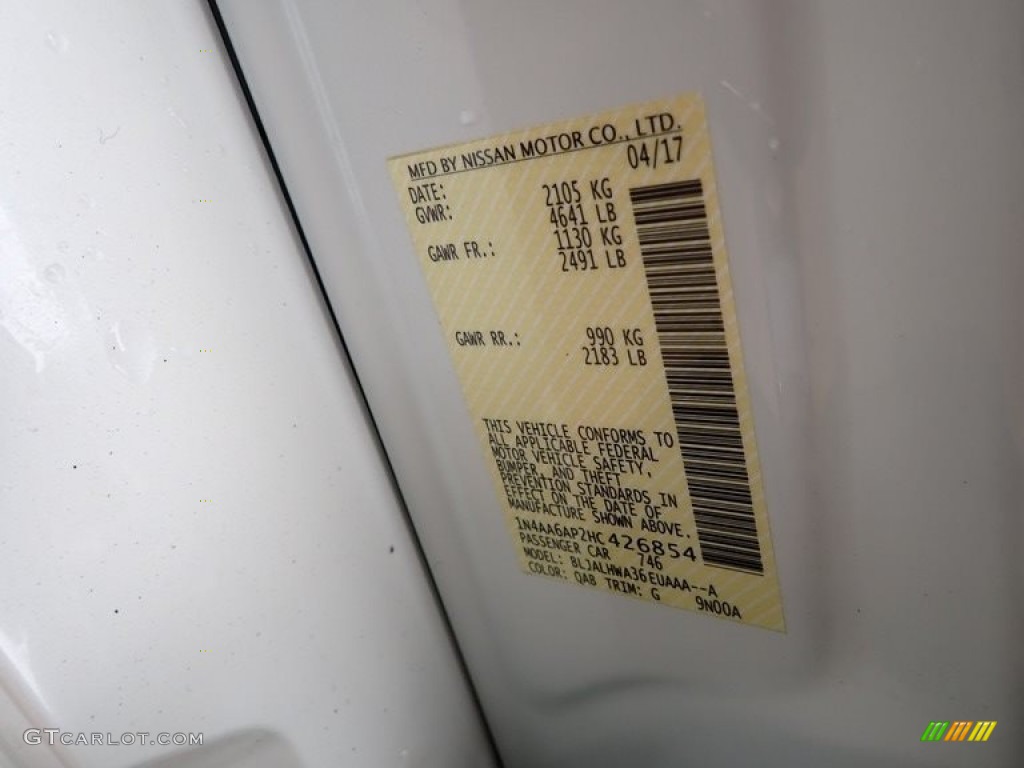 MFD BY NISSAN MOTOR CO., LTD.
DATE: 04/17
GVWR: 2105 KG
4641 LB
GAWR FR.: 1130 KG
2491 LB
GAWR RR.: 990 KG
2183 LB
THIS VEHICLE CONFORMS TO
ALL APPLICABLE FEDERAL
MOTOR VEHICLE SAFETY,
BUMPER, AND THEFT
PREVENTION STANDARDS IN
EFFECT ON THE DATE OF
MANUFACTURE SHOWN ABOVE.
1N4AA6AP2HC426854
PASSENGER CAR 746
MODEL: BLJALHWA36EUAAA--A
COLOR: QAB TRIM: G 9N00A
GTCARLOT.COM